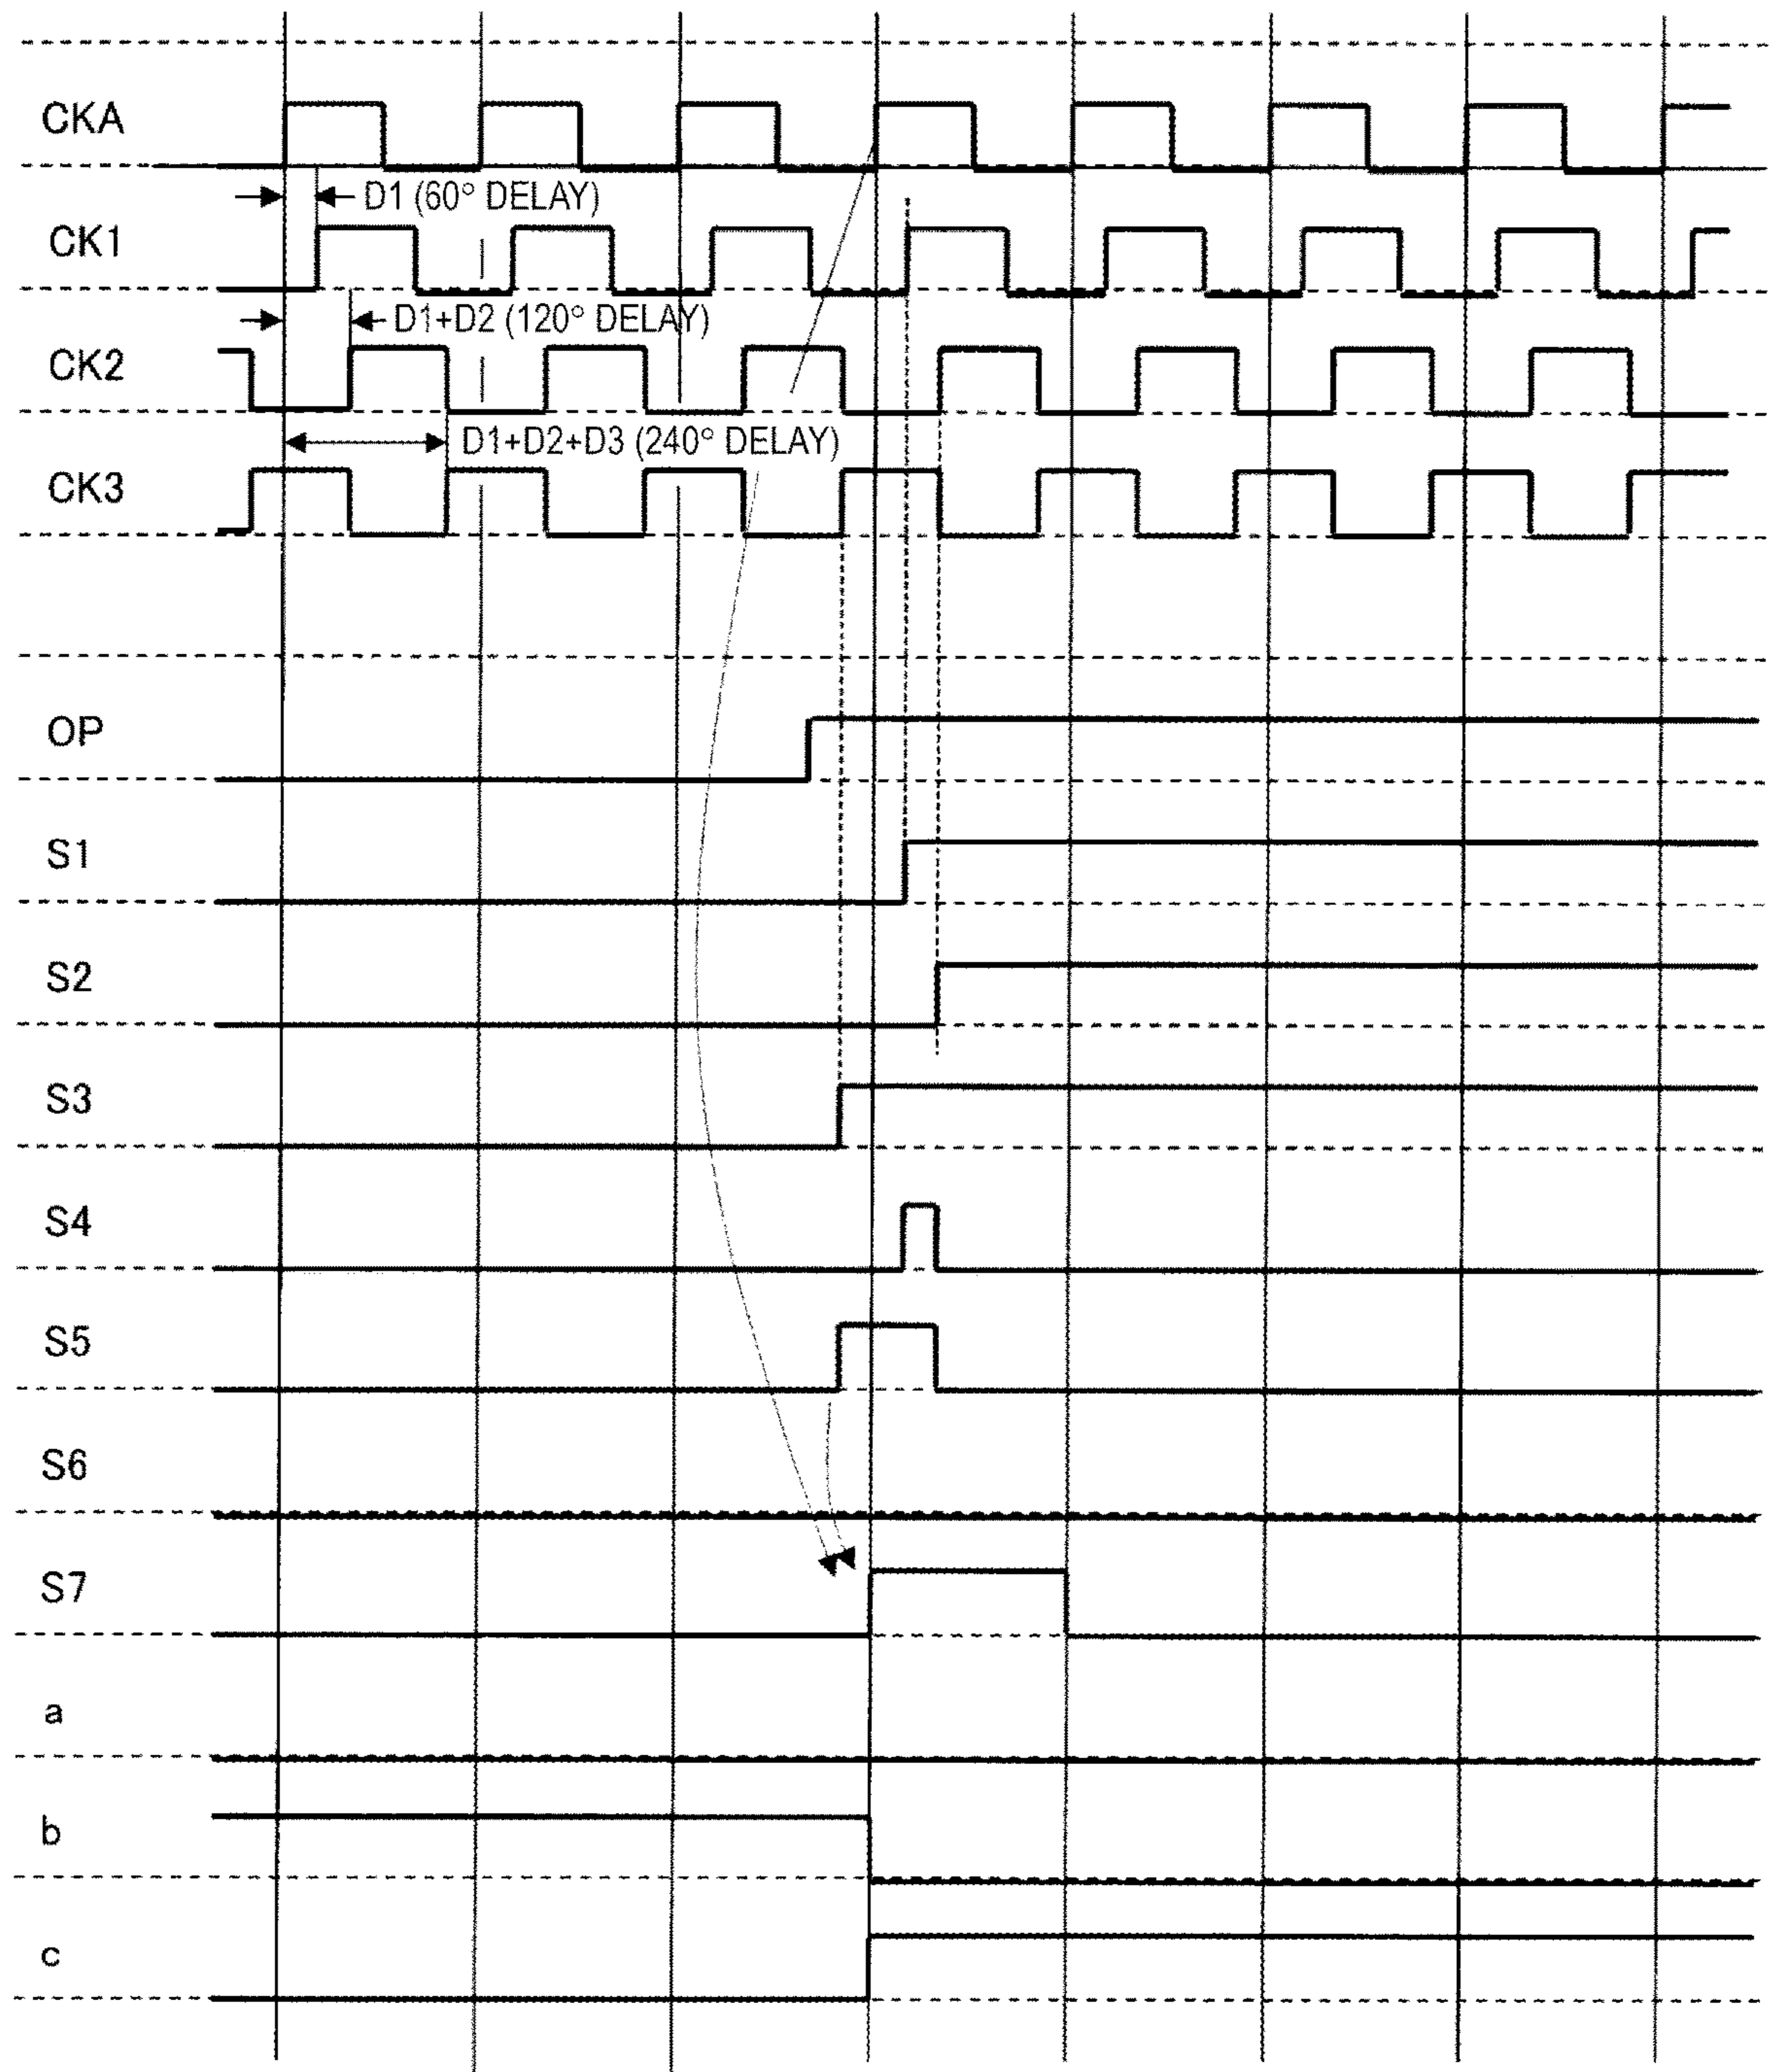 CKA
D1 (60° DELAY)
CK1
D1+D2 (120° DELAY)
CK2
D1+D2+D3 (240° DELAY)
CK3
OP
S1
S2
S3
S4
S5
S6
S7
a
b
c